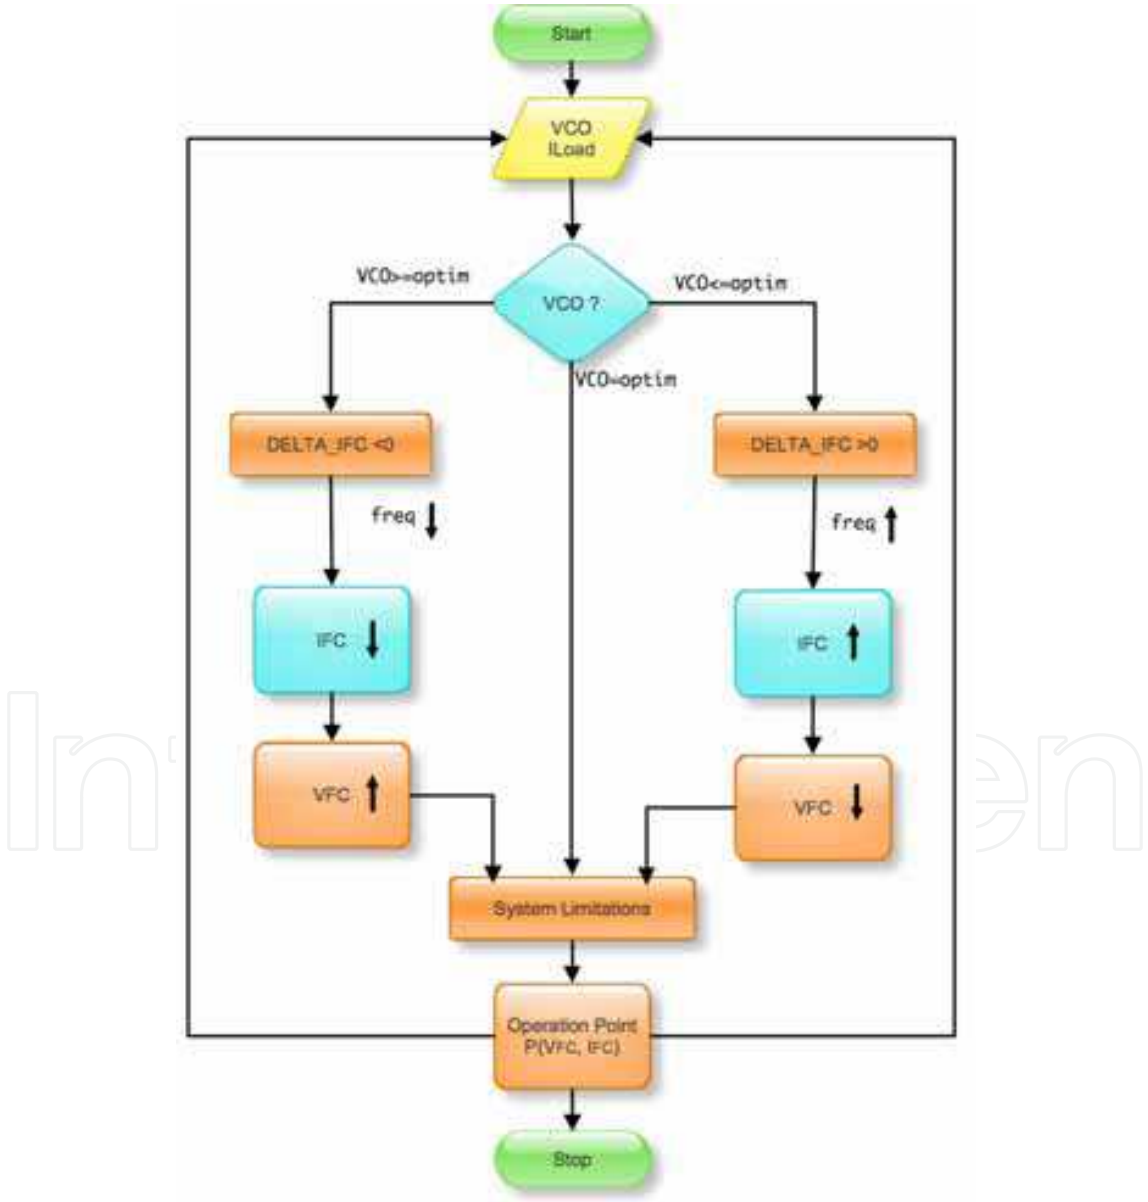 Start
VCO
ILoad
VCO>=optim
VCO<=optim
VCO ?
VCO=optim
DELTA_IFC <0
DELTA_IFC >0
freq ↓
freq ↑
IFC ↓
IFC ↑
VFC ↑
VFC ↓
System Limitations
Operation Point
P(VFC, IFC)
Stop